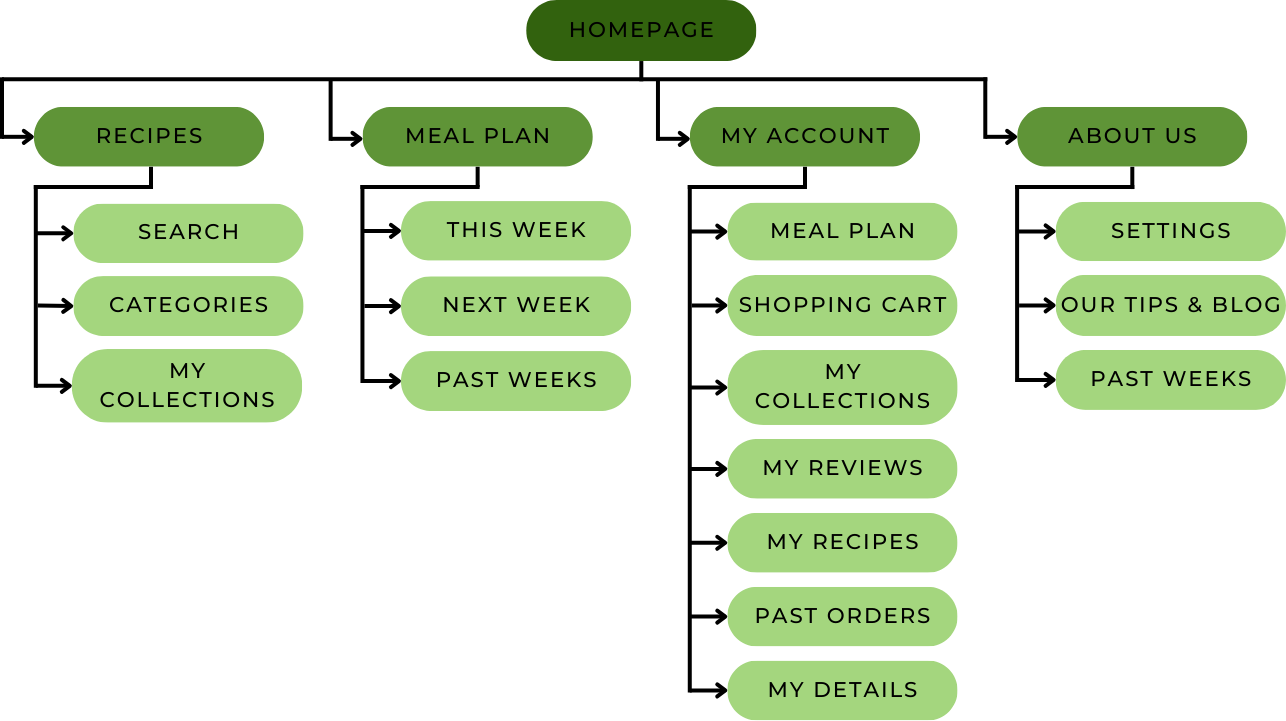 HOMEPAGE
RECIPES
SEARCH
CATEGORIES
MY
COLLECTIONS
MEAL PLAN
THIS WEEK
NEXT WEEK
PAST WEEKS
MY ACCOUNT
MEAL PLAN
SHOPPING CART
MY
COLLECTIONS
MY REVIEWS
MY RECIPES
PAST ORDERS
MY DETAILS
ABOUT US
SETTINGS
OUR TIPS & BLOG
PAST WEEKS